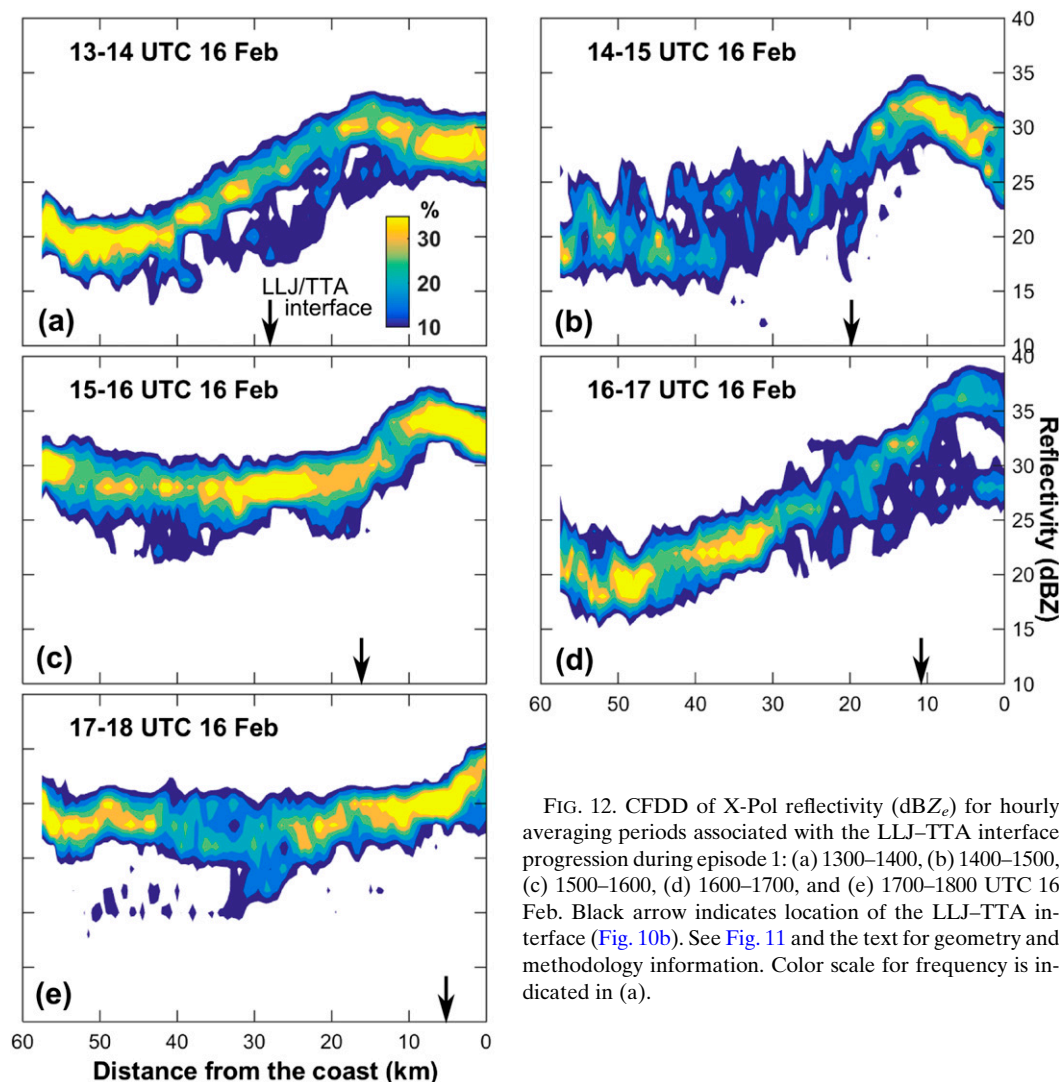 13-14 UTC 16 Feb
%
30
20
10
LLJ/TTA
interface
(a)
14-15 UTC 16 Feb
40
35
30
25
20
15
10
(b)
15-16 UTC 16 Feb
(c)
16-17 UTC 16 Feb
40
35
30
25
20
15
10
(d)
60 50 40 30 20 10 0
Reflectivity (dBZ)
17-18 UTC 16 Feb
(e)
60 50 40 30 20 10 0
Distance from the coast (km)
FIG. 12. CFDD of X-Pol reflectivity (dBZe) for hourly
averaging periods associated with the LLJ–TTA interface
progression during episode 1: (a) 1300–1400, (b) 1400–1500,
(c) 1500–1600, (d) 1600–1700, and (e) 1700–1800 UTC 16
Feb. Black arrow indicates location of the LLJ–TTA in-
terface (Fig. 10b). See Fig. 11 and the text for geometry and
methodology information. Color scale for frequency is in-
dicated in (a).